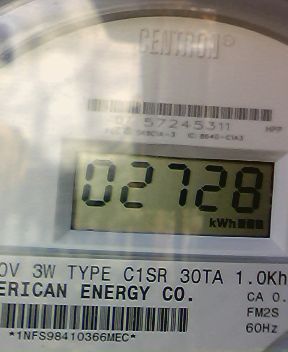 CENTRON®
57245311 HPP
02728
kWh
0V 3W TYPE C1SR 30TA 1.0Kh
ERICAN ENERGY CO. CA 0.
FM2S
*1NFS98410366MEC* 60Hz